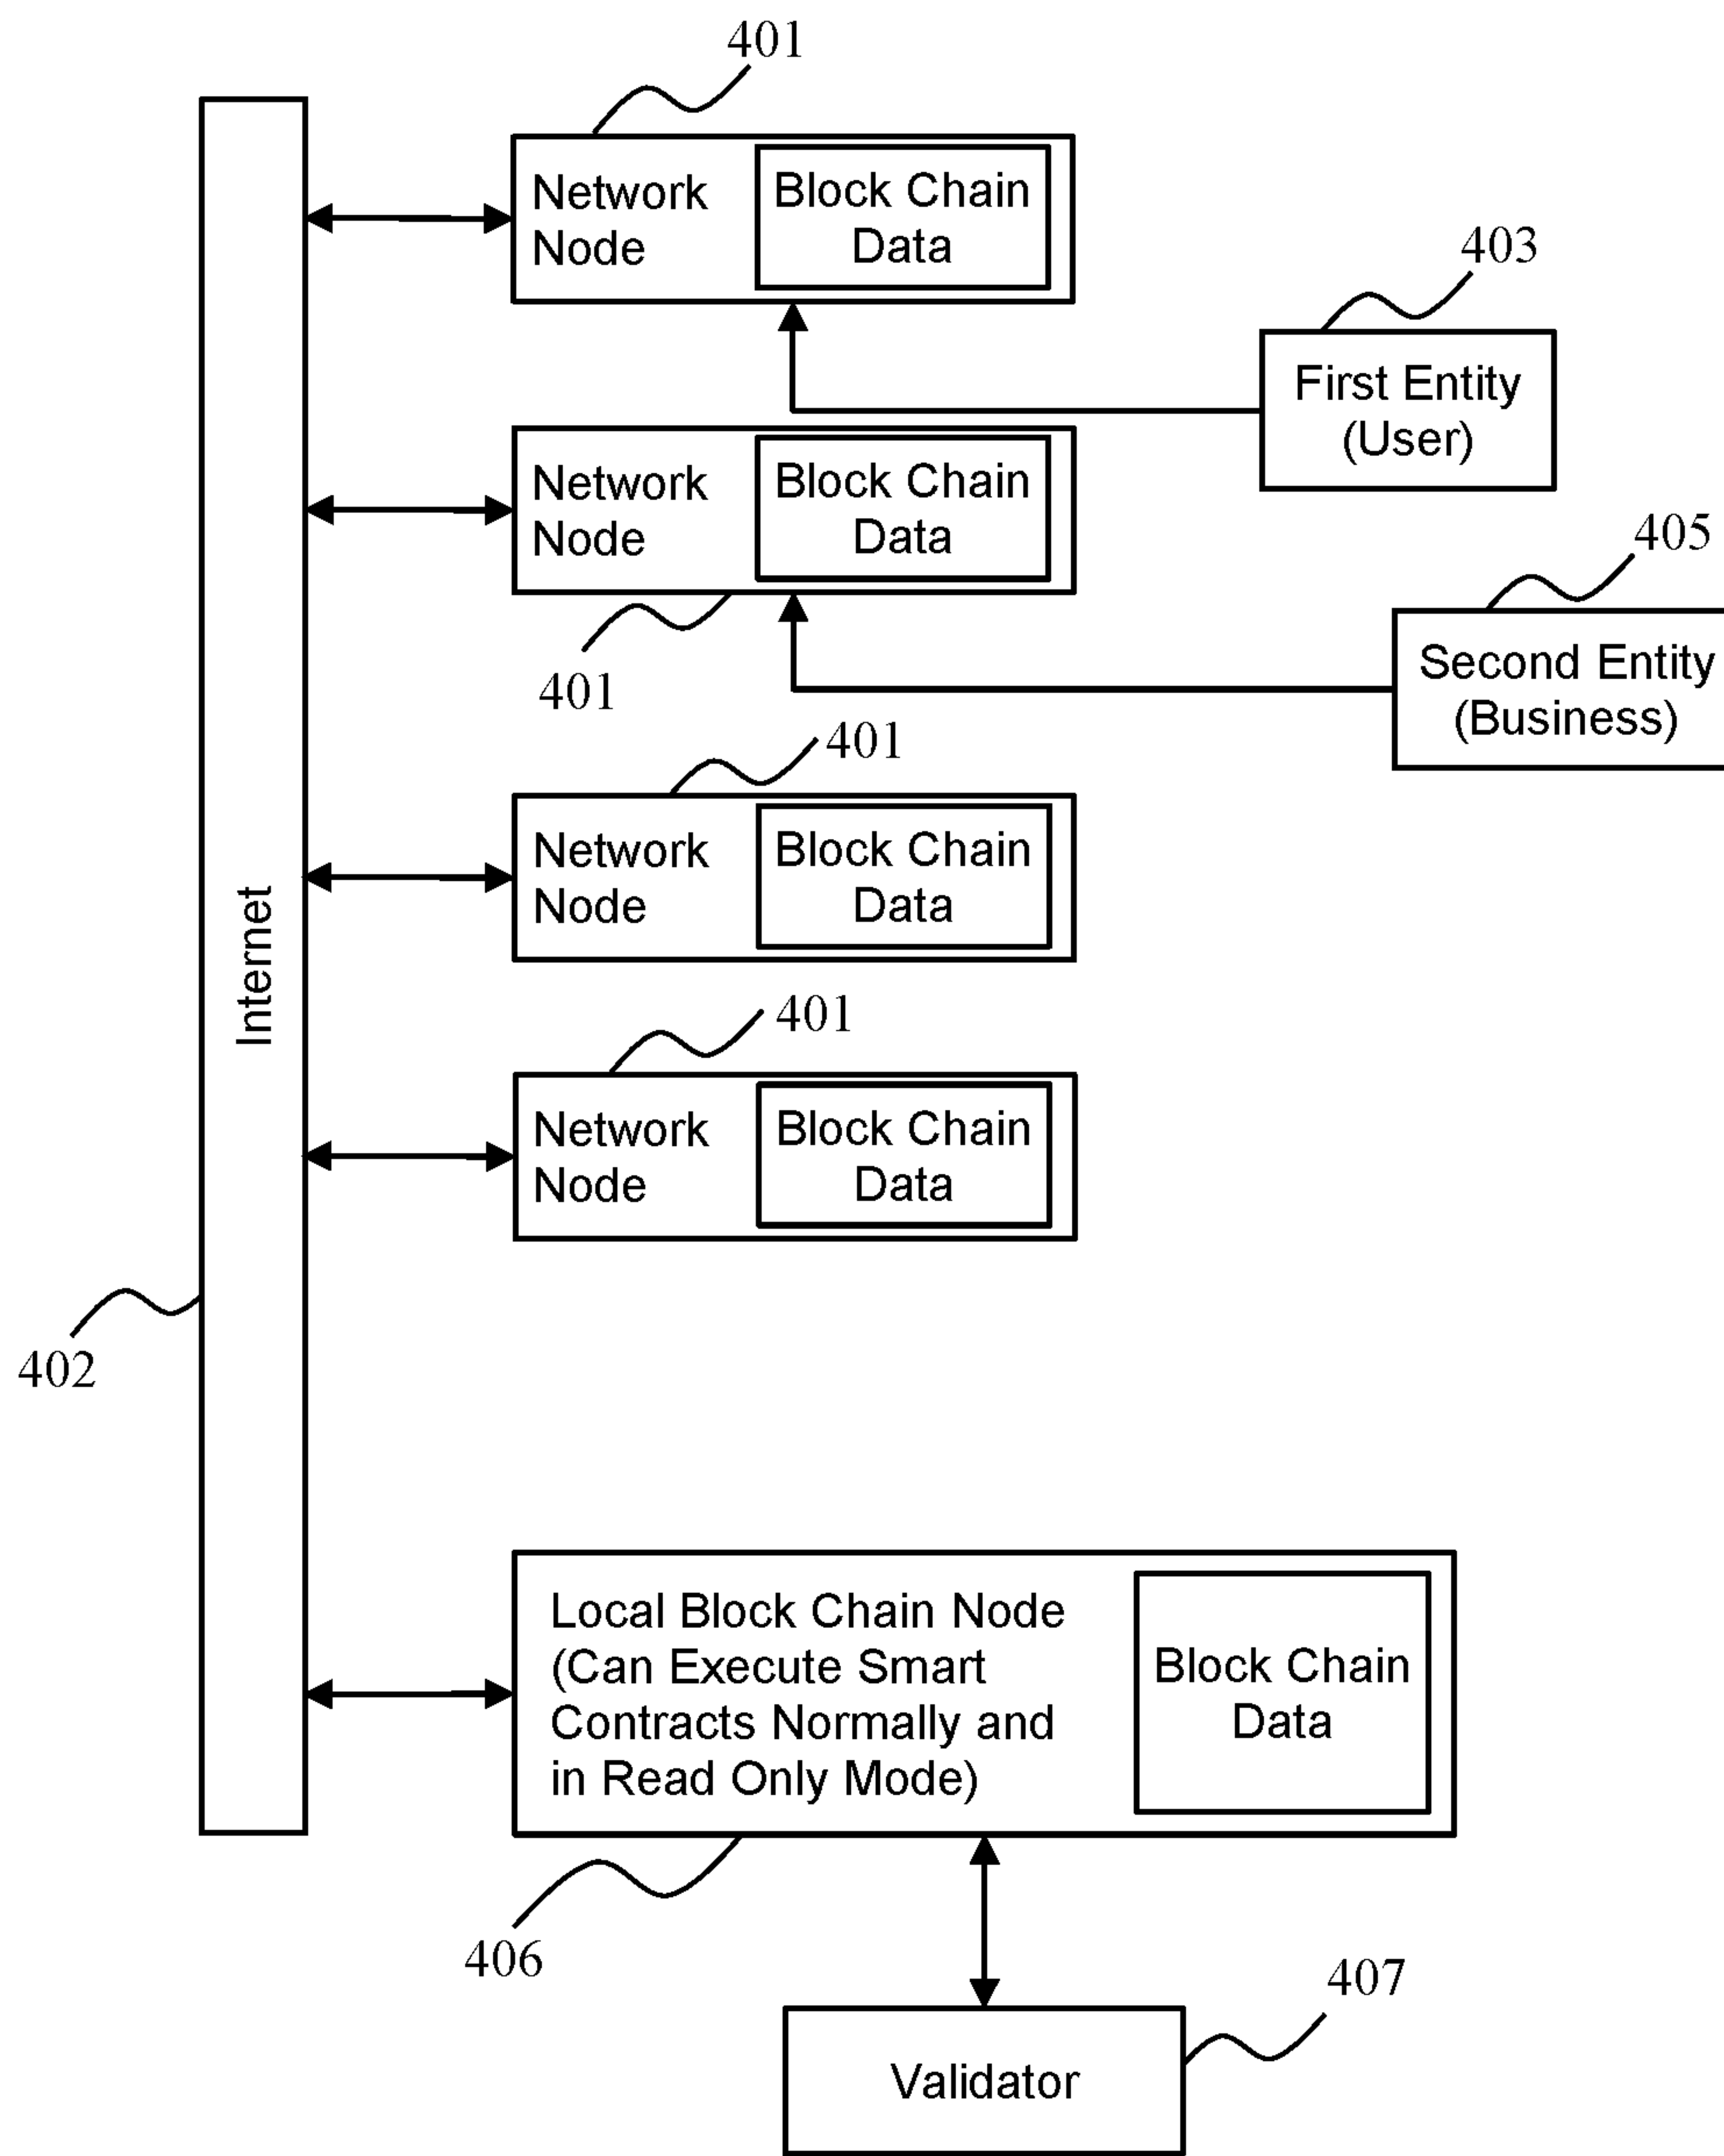 401
Network
Node
Block Chain
Data
403
First Entity
(User)
Network
Node
Block Chain
Data
401
405
Second Entity
(Business)
401
Network
Node
Block Chain
Data
401
Network
Node
Block Chain
Data
Internet
402
Local Block Chain Node
(Can Execute Smart
Contracts Normally and
in Read Only Mode)
Block Chain
Data
406
407
Validator